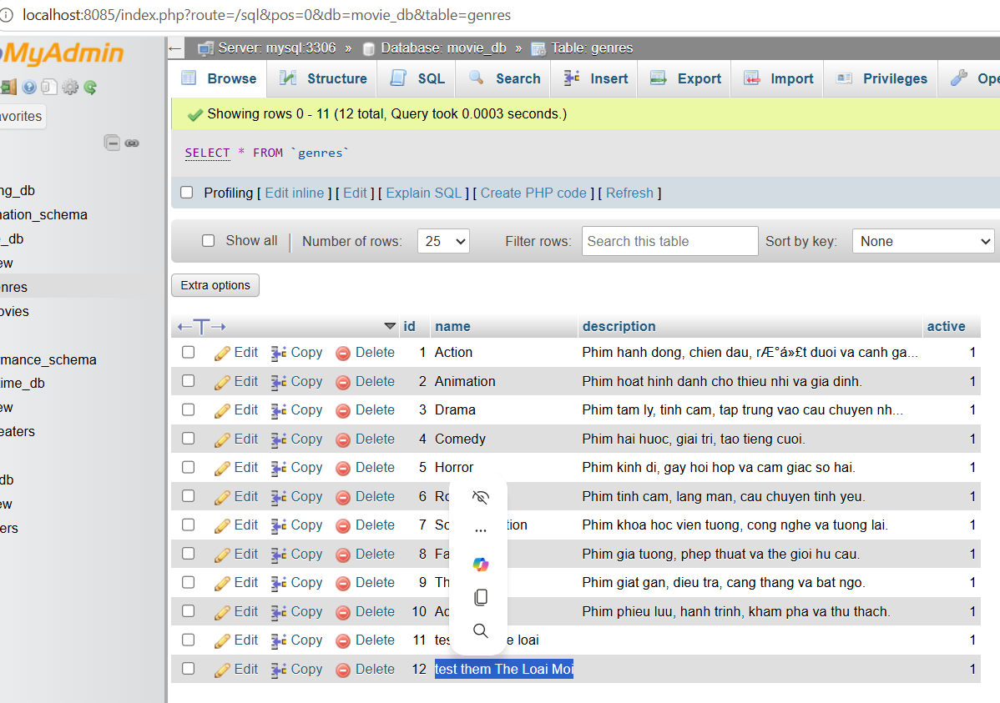 localhost:8085/index.php?route=/sql&pos=0&db=movie_db&table=genres
MyAdmin
Server: mysql:3306 » Database: movie_db » Table: genres
Browse Structure SQL Search Insert Export Import Privileges Ope
Showing rows 0 - 11 (12 total, Query took 0.0003 seconds.)
SELECT * FROM `genres`
Profiling [ Edit inline ] [ Edit ] [ Explain SQL ] [ Create PHP code ] [ Refresh ]
Show all Number of rows: 25 Filter rows: Search this table Sort by key: None
Extra options
avorites
ng_db
nation_schema
_db
ew
enres
ovies
mance_schema
time_db
ew
eaters
db
ew
ers
id name description active
Edit Copy Delete 1 Action Phim hanh dong, chien dau, rÆ°á»£t duoi va canh ga... 1
Edit Copy Delete 2 Animation Phim hoat hinh danh cho thieu nhi va gia dinh. 1
Edit Copy Delete 3 Drama Phim tam ly, tinh cam, tap trung vao cau chuyen nh... 1
Edit Copy Delete 4 Comedy Phim hai huoc, giai tri, tao tieng cuoi. 1
Edit Copy Delete 5 Horror Phim kinh di, gay hoi hop va cam giac so hai. 1
Edit Copy Delete 6 Ro Phim tinh cam, lang man, cau chuyen tinh yeu. 1
Edit Copy Delete 7 Sc tion Phim khoa hoc vien tuong, cong nghe va tuong lai. 1
Edit Copy Delete 8 Fa Phim gia tuong, phep thuat va the gioi hu cau. 1
Edit Copy Delete 9 Th Phim giat gan, dieu tra, cang thang va bat ngo. 1
Edit Copy Delete 10 Ad Phim phieu luu, hanh trinh, kham pha va thu thach. 1
Edit Copy Delete 11 tes e loai 1
Edit Copy Delete 12 test them The Loai Moi 1